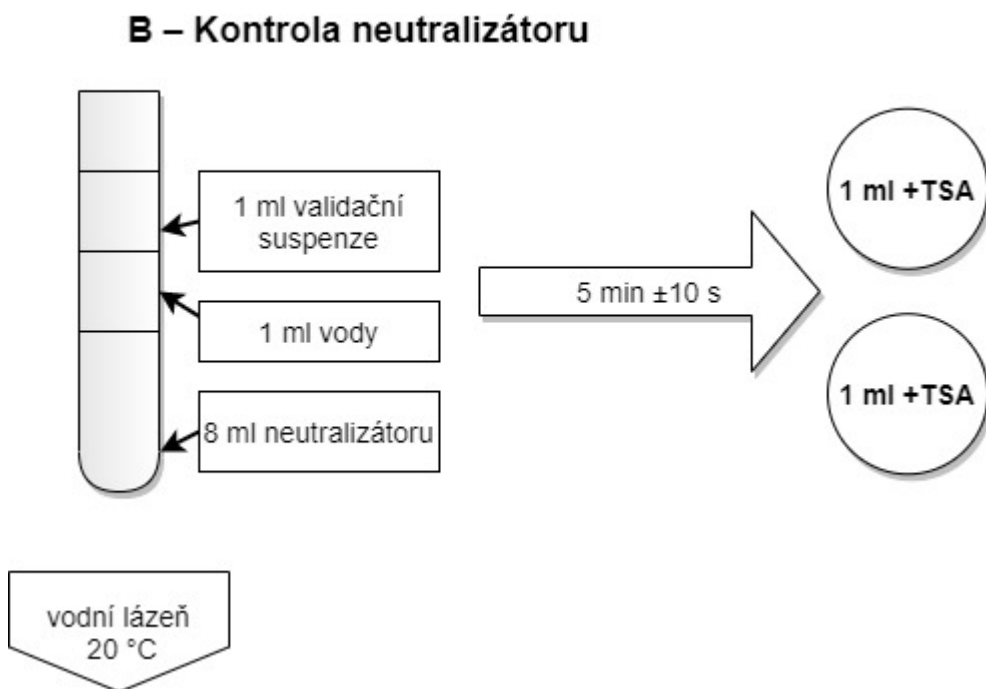 B – Kontrola neutralizátoru
1 ml validační
suspenze
1 ml vody
8 ml neutralizátoru
5 min ±10 s
1 ml +TSA
1 ml +TSA
vodní lázeň
20 °C